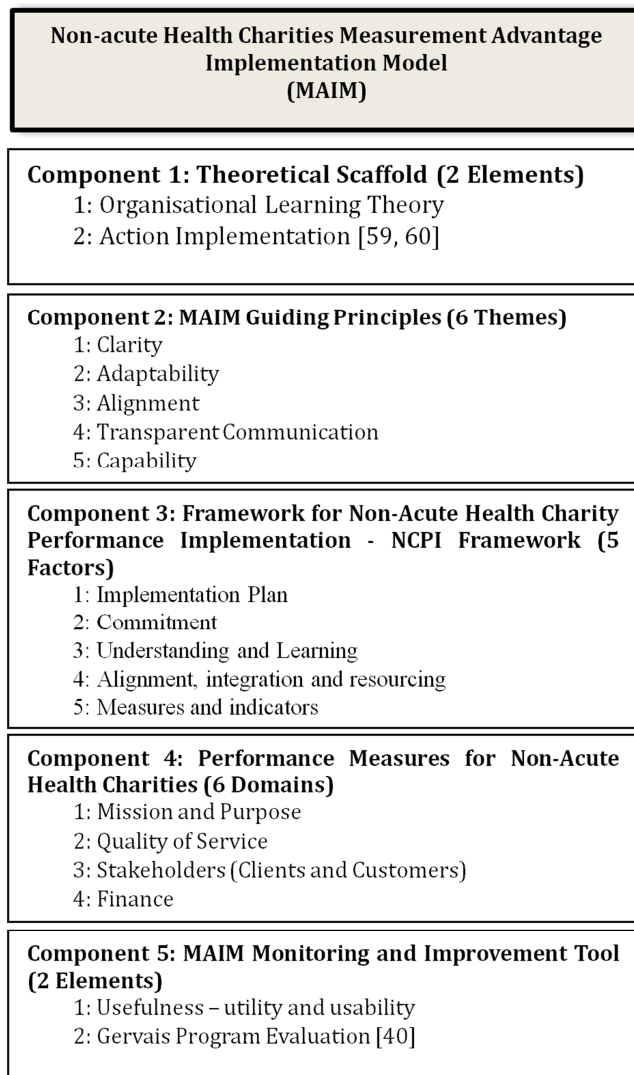 Non-acute Health Charities Measurement Advantage
Implementation Model
(MAIM)
Component 1: Theoretical Scaffold (2 Elements)
1: Organisational Learning Theory
2: Action Implementation [59, 60]
Component 2: MAIM Guiding Principles (6 Themes)
1: Clarity
2: Adaptability
3: Alignment
4: Transparent Communication
5: Capability
Component 3: Framework for Non-Acute Health Charity
Performance Implementation - NCPI Framework (5
Factors)
1: Implementation Plan
2: Commitment
3: Understanding and Learning
4: Alignment, integration and resourcing
5: Measures and indicators
Component 4: Performance Measures for Non-Acute
Health Charities (6 Domains)
1: Mission and Purpose
2: Quality of Service
3: Stakeholders (Clients and Customers)
4: Finance
Component 5: MAIM Monitoring and Improvement Tool
(2 Elements)
1: Usefulness – utility and usability
2: Gervais Program Evaluation [40]